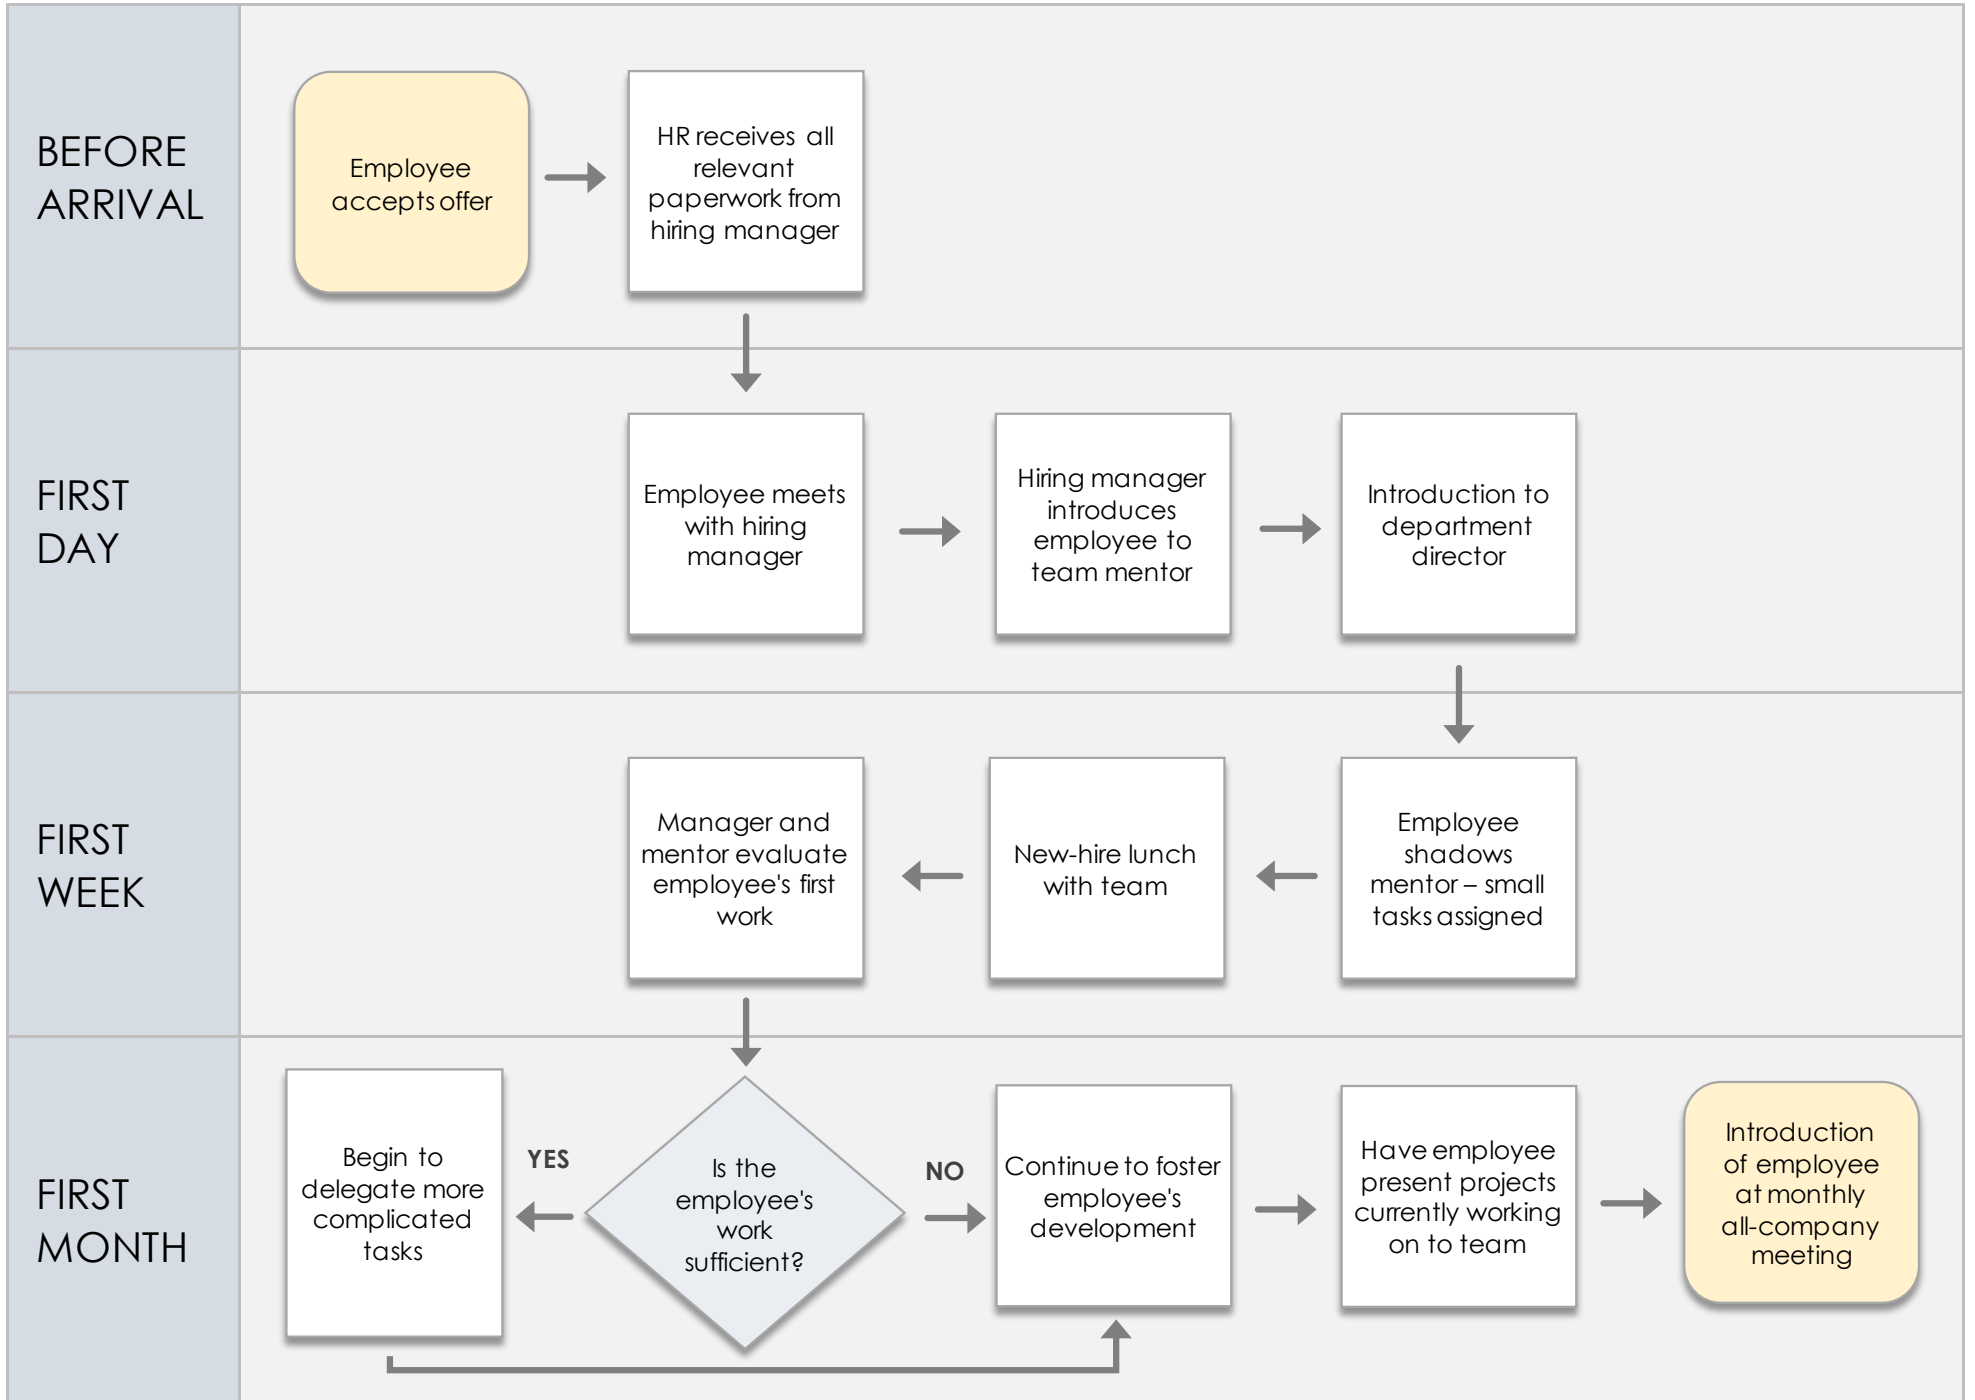 BEFORE
ARRIVAL
Employee
accepts offer
HR receives all
relevant
paperwork from
hiring manager
FIRST
DAY
Employee meets
with hiring
manager
Hiring manager
introduces
employee to
team mentor
Introduction to
department
director
FIRST
WEEK
Manager and
mentor evaluate
employee's first
work
New-hire lunch
with team
Employee
shadows
mentor – small
tasks assigned
FIRST
MONTH
Begin to
delegate more
complicated
tasks
YES
Is the
employee's
work
sufficient?
NO
Continue to foster
employee's
development
Have employee
present projects
currently working
on to team
Introduction
of employee
at monthly
all-company
meeting